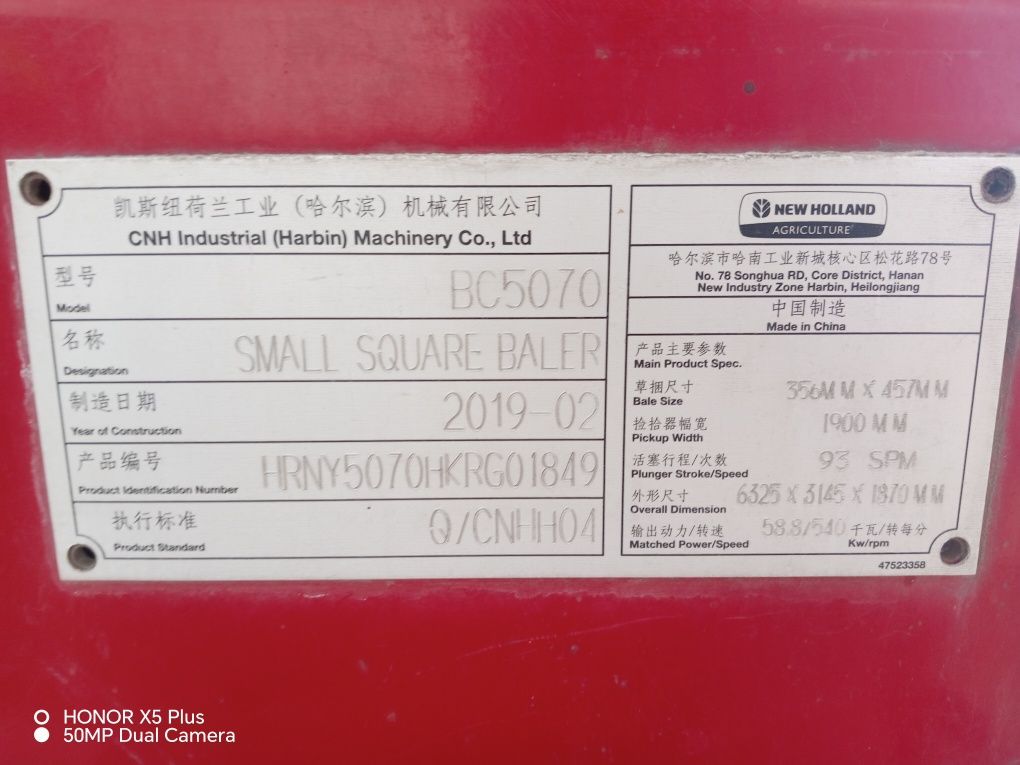 凯斯纽荷兰工业（哈尔滨）机械有限公司
CNH Industrial (Harbin) Machinery Co., Ltd
型号
Model
BC5070
名称
Designation
SMALL SQUARE BALER
制造日期
Year of Construction
2019-02
产品编号
Product Identification Number
HRNY5070HKRG01849
执行标准
Product Standard
Q/CNHH04
NEW HOLLAND
AGRICULTURE
哈尔滨市哈南工业新城核心区松花路78号
No. 78 Songhua RD, Core District, Hanan
New Industry Zone Harbin, Heilongjiang
中国制造
Made in China
产品主要参数
Main Product Spec.
草捆尺寸
Bale Size
356MM X 457MM
捡拾器幅宽
Pickup Width
1900 MM
活塞行程/次数
Plunger Stroke/Speed
93 SPM
外形尺寸
Overall Dimension
6325 X 3145 X 1870 MM
输出动力/转速
Matched Power/Speed
58.8/540 千瓦/转每分
Kw/rpm
47523358
HONOR X5 Plus
50MP Dual Camera